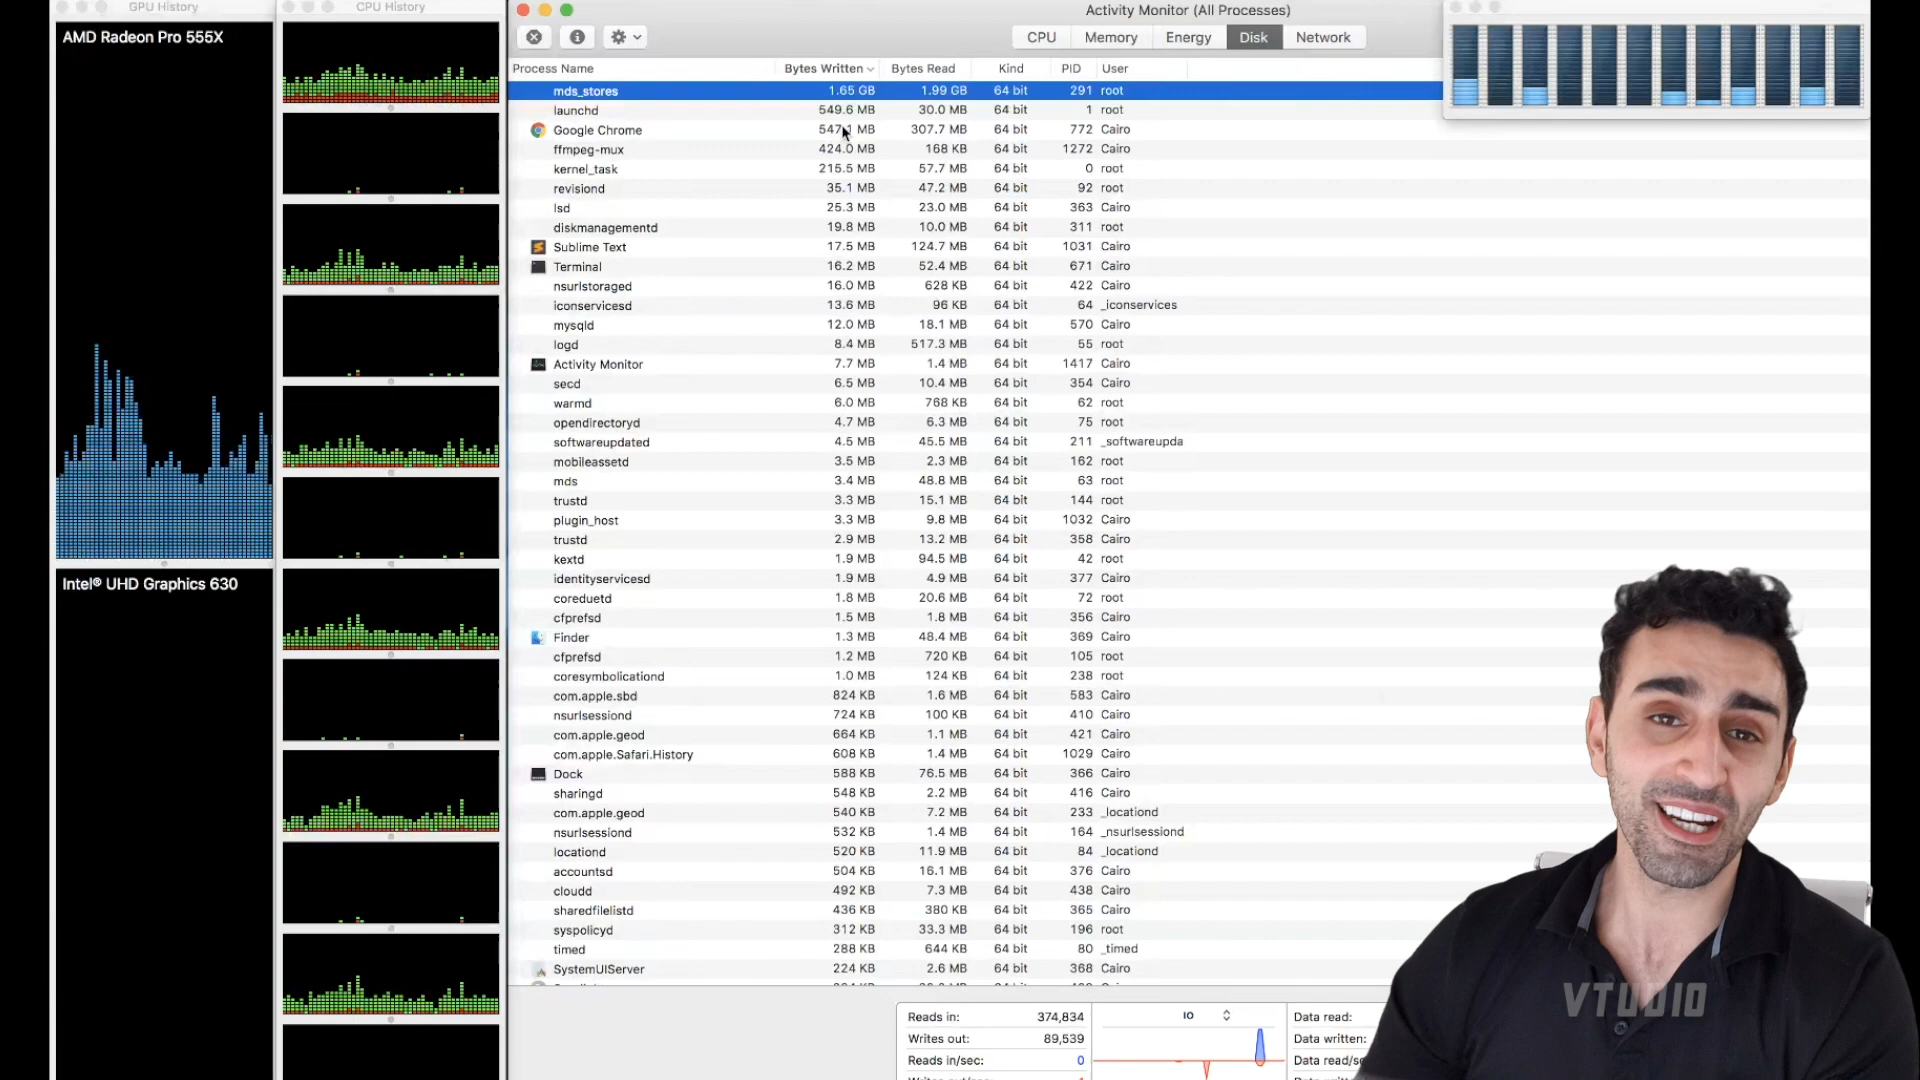 GPU History
CPU History
Activity Monitor (All Processes)
AMD Radeon Pro 555X
CPU Memory Energy Disk Network
Process Name Bytes Written Bytes Read Kind PID User
mds_stores 1.65 GB 1.99 GB 64 bit 291 root
launchd 549.6 MB 30.0 MB 64 bit 1 root
Google Chrome MB 307.7 MB 64 bit 772 Cairo
ffmpeg-mux 424.0 MB 168 KB 64 bit 1272 Cairo
kernel_task 215.5 MB 57.7 MB 64 bit 0 root
revisiond 35.1 MB 47.2 MB 64 bit 92 root
lsd 25.3 MB 23.0 MB 64 bit 363 Cairo
diskmanagementd 19.8 MB 10.0 MB 64 bit 311 root
Sublime Text 17.5 MB 124.7 MB 64 bit 1031 Cairo
Terminal 16.2 MB 52.4 MB 64 bit 671 Cairo
nsurlstoraged 16.0 MB 628 KB 64 bit 422 Cairo
iconservicesd 13.6 MB 96 KB 64 bit 64 _iconservices
mysqld 12.0 MB 18.1 MB 64 bit 570 Cairo
logd 8.4 MB 517.3 MB 64 bit 55 root
Activity Monitor 7.7 MB 1.4 MB 64 bit 1417 Cairo
secd 6.5 MB 10.4 MB 64 bit 354 Cairo
warmd 6.0 MB 768 KB 64 bit 62 root
opendirectoryd 4.7 MB 6.3 MB 64 bit 75 root
softwareupdated 4.5 MB 45.5 MB 64 bit 211 _softwareupda
mobileassetd 3.5 MB 2.3 MB 64 bit 162 root
mds 3.4 MB 48.8 MB 64 bit 63 root
trustd 3.3 MB 15.1 MB 64 bit 144 root
plugin_host 3.3 MB 9.8 MB 64 bit 1032 Cairo
trustd 2.9 MB 13.2 MB 64 bit 358 Cairo
kextd 1.9 MB 94.5 MB 64 bit 42 root
identityservicesd 1.9 MB 4.9 MB 64 bit 377 Cairo
Intel® UHD Graphics 630
coreduetd 1.8 MB 20.6 MB 64 bit 72 root
cfprefsd 1.5 MB 1.8 MB 64 bit 356 Cairo
Finder 1.3 MB 48.4 MB 64 bit 369 Cairo
cfprefsd 1.2 MB 720 KB 64 bit 105 root
coresymbolicationd 1.0 MB 124 KB 64 bit 238 root
com.apple.sbd 824 KB 1.6 MB 64 bit 583 Cairo
nsurlsessiond 724 KB 100 KB 64 bit 410 Cairo
com.apple.geod 664 KB 1.1 MB 64 bit 421 Cairo
com.apple.Safari.History 608 KB 1.4 MB 64 bit 1029 Cairo
Dock 588 KB 76.5 MB 64 bit 366 Cairo
sharingd 548 KB 2.2 MB 64 bit 416 Cairo
com.apple.geod 540 KB 7.2 MB 64 bit 233 _locationd
nsurlsessiond 532 KB 1.4 MB 64 bit 164 _nsurlsessiond
locationd 520 KB 11.9 MB 64 bit 84 _locationd
accountsd 504 KB 16.1 MB 64 bit 376 Cairo
cloudd 492 KB 7.3 MB 64 bit 438 Cairo
sharedfilelistd 436 KB 380 KB 64 bit 365 Cairo
syspolicyd 312 KB 33.3 MB 64 bit 196 root
timed 288 KB 644 KB 64 bit 80 _timed
SystemUIServer 224 KB 2.6 MB 64 bit 368 Cairo
VTUDIO
Reads in: 374,834 IO Data read:
Writes out: 89,539 Data written:
Reads in/sec: 0 Data